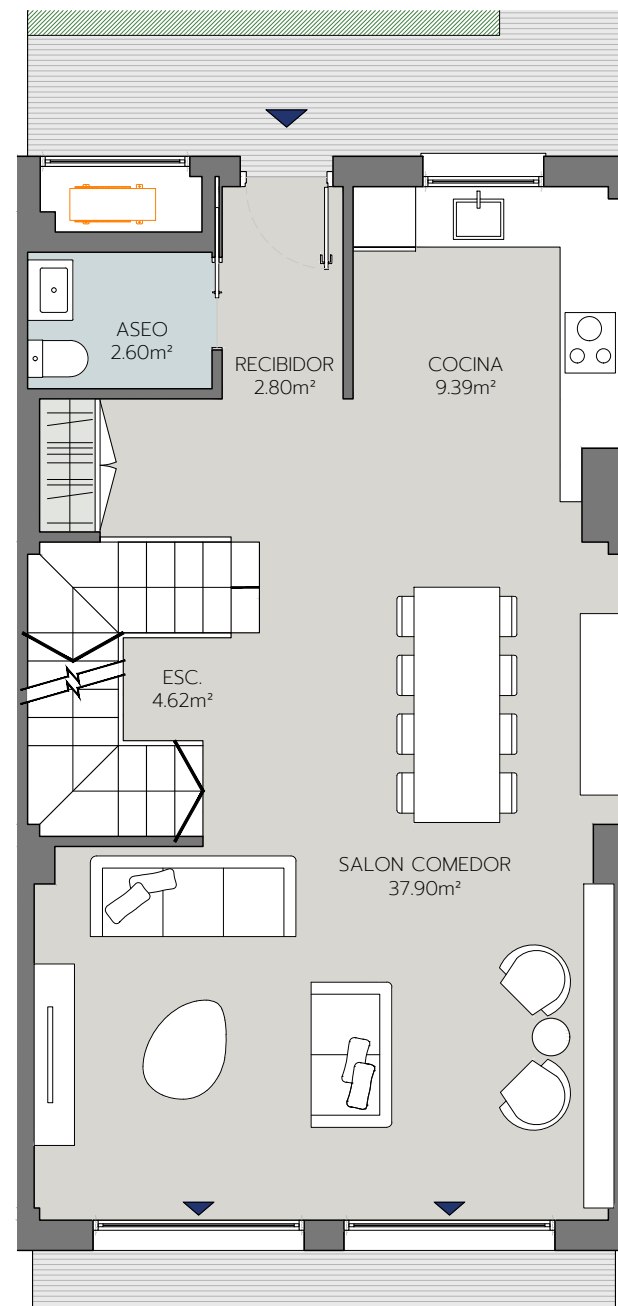 ASEO
2.60m²
RECIBIDOR
2.80m²
COCINA
9.39m²
ESC.
4.62m²
SALON COMEDOR
37.90m²